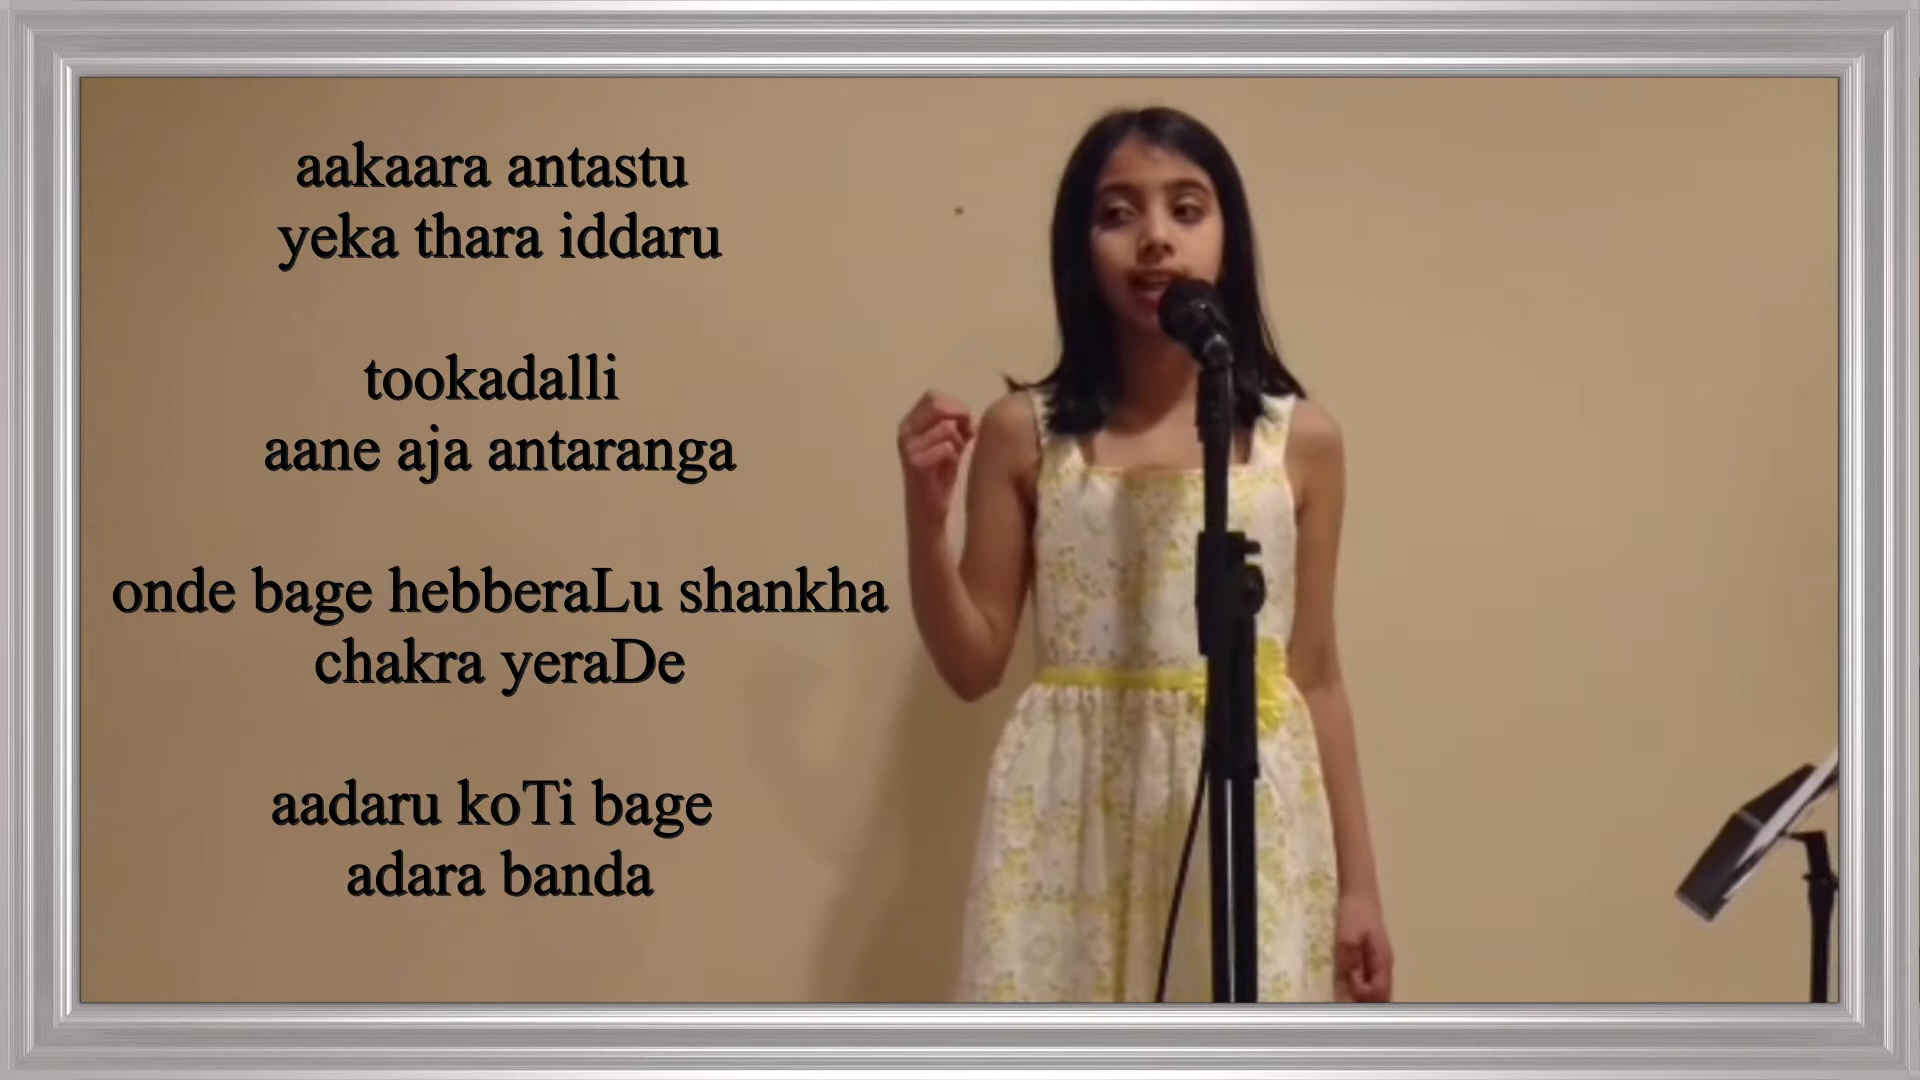 aakaara antastu
yeka thara iddaru
tookadalli
aane aja antaranga
onde bage hebberaLu shankha
chakra yeraDe
aadaru koTi bage
adara banda